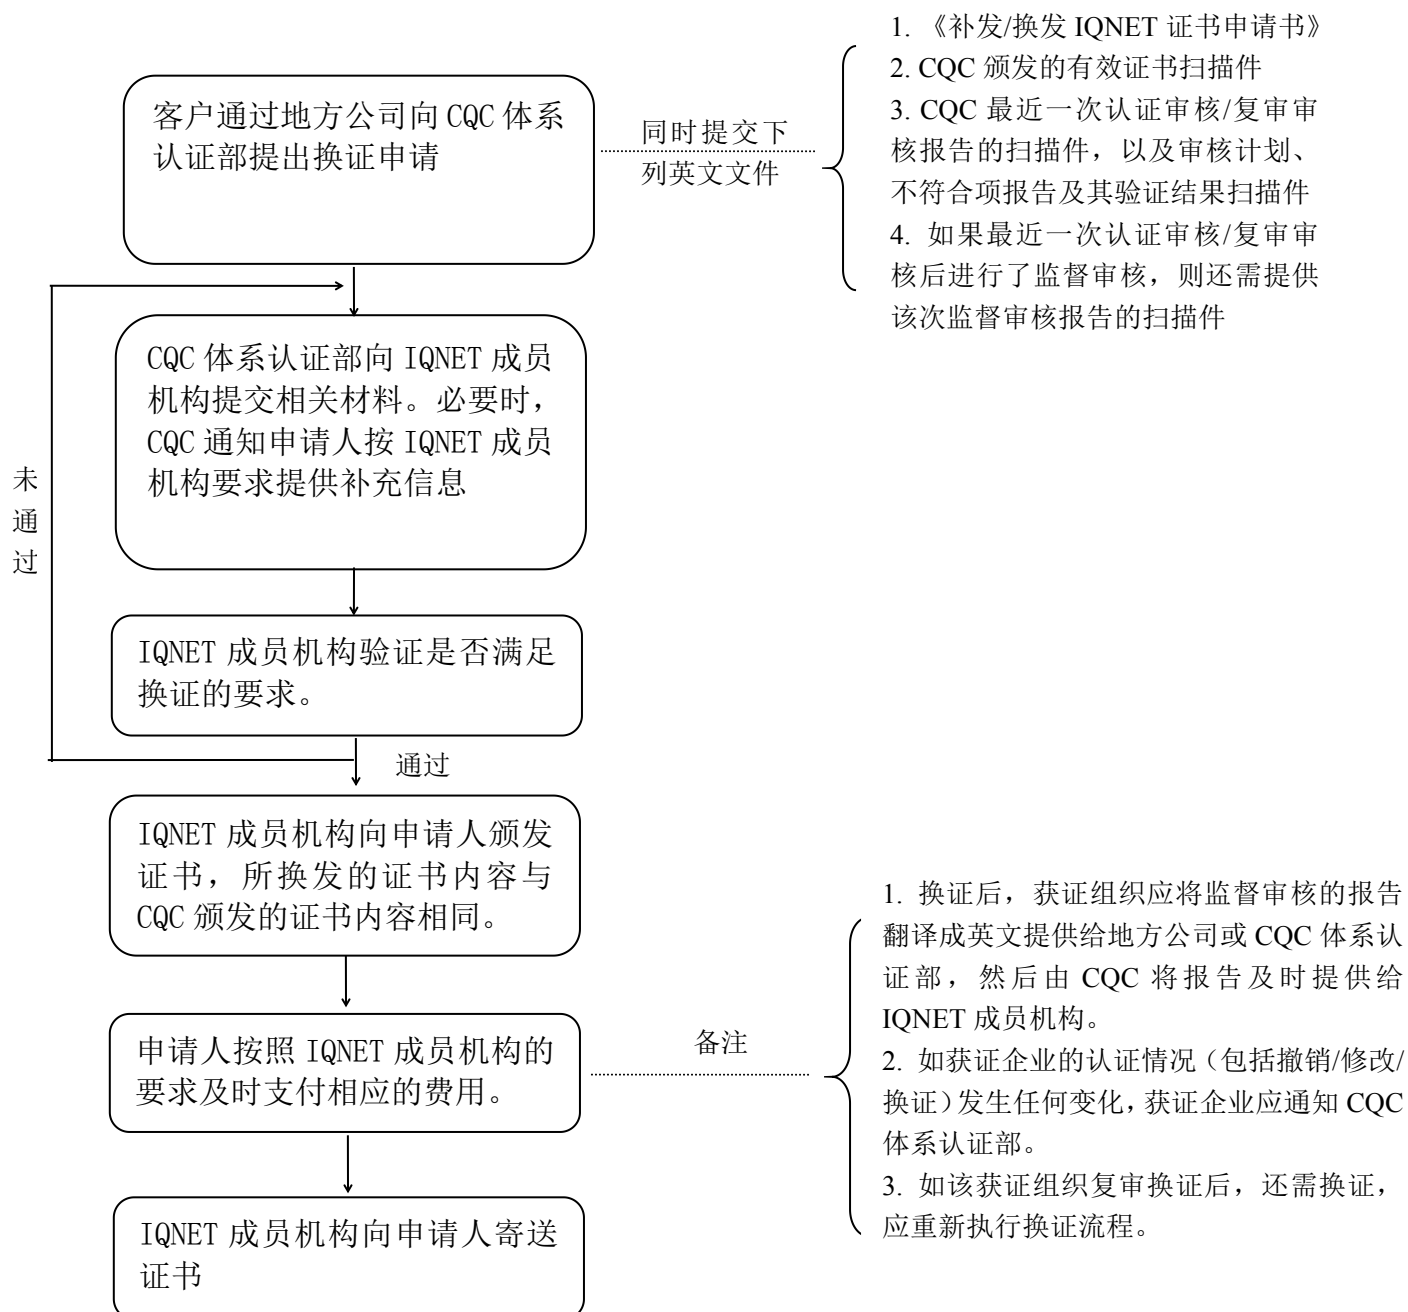 1. 《补发/换发 IQNET 证书申请书》
2. CQC 颁发的有效证书扫描件
3. CQC 最近一次认证审核/复审审
核报告的扫描件，以及审核计划、
不符合项报告及其验证结果扫描件
4. 如果最近一次认证审核/复审审
核后进行了监督审核，则还需提供
该次监督审核报告的扫描件
客户通过地方公司向 CQC 体系
认证部提出换证申请
同时提交下
列英文文件
CQC 体系认证部向 IQNET 成员
机构提交相关材料。必要时，
CQC 通知申请人按 IQNET 成员
机构要求提供补充信息
未
通
过
IQNET 成员机构验证是否满足
换证的要求。
通过
IQNET 成员机构向申请人颁发
证书，所换发的证书内容与
CQC 颁发的证书内容相同。
申请人按照 IQNET 成员机构的
要求及时支付相应的费用。
备注
1. 换证后，获证组织应将监督审核的报告
翻译成英文提供给地方公司或 CQC 体系认
证部，然后由 CQC 将报告及时提供给
IQNET 成员机构。
2. 如获证企业的认证情况（包括撤销/修改/
换证）发生任何变化，获证企业应通知 CQC
体系认证部。
3. 如该获证组织复审换证后，还需换证，
应重新执行换证流程。
IQNET 成员机构向申请人寄送
证书